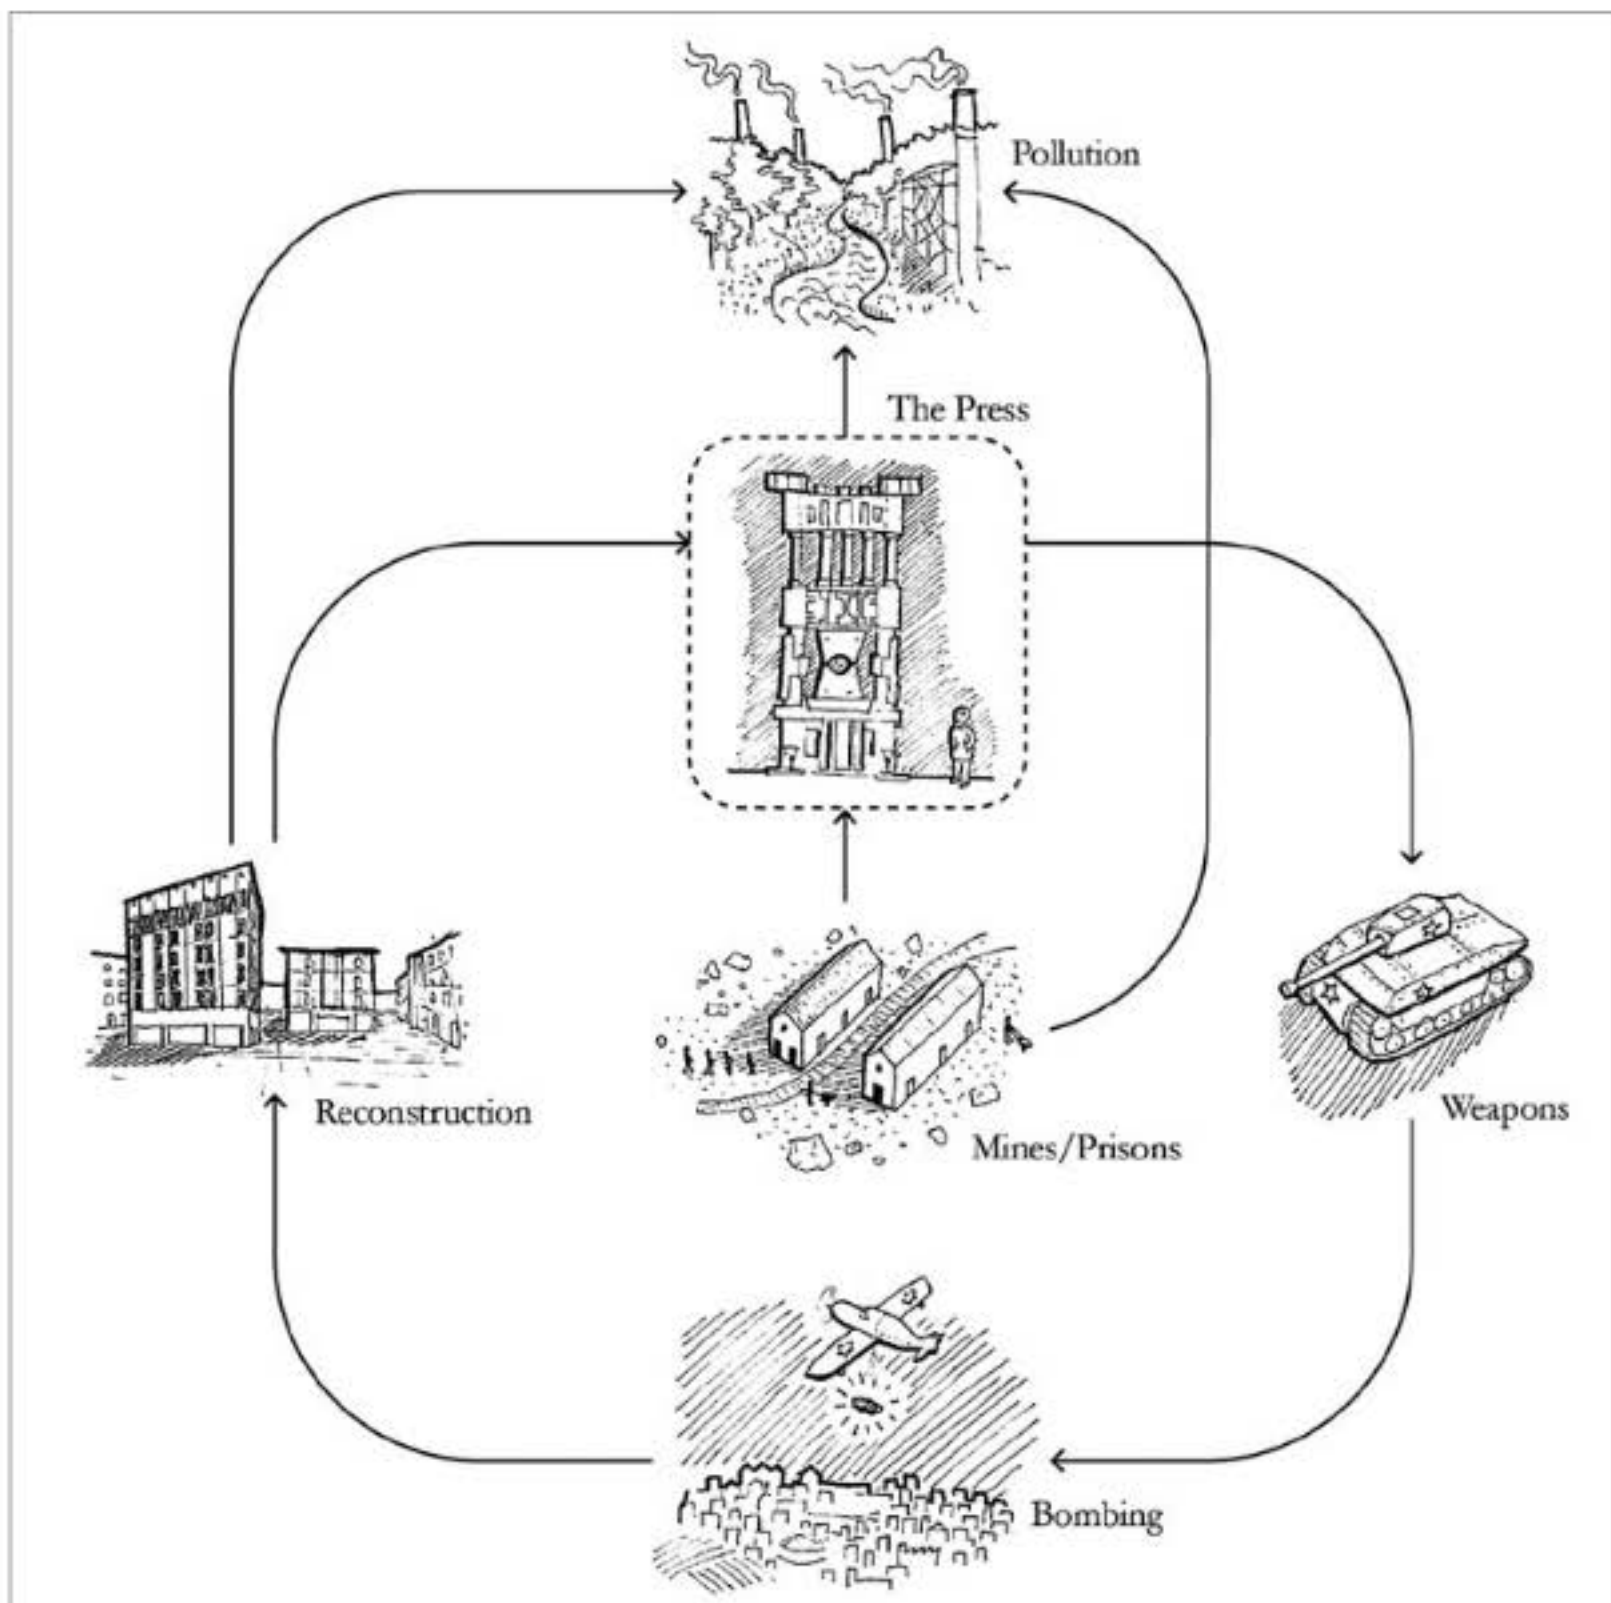 Pollution
The Press
Reconstruction
Mines/Prisons
Weapons
Bombing